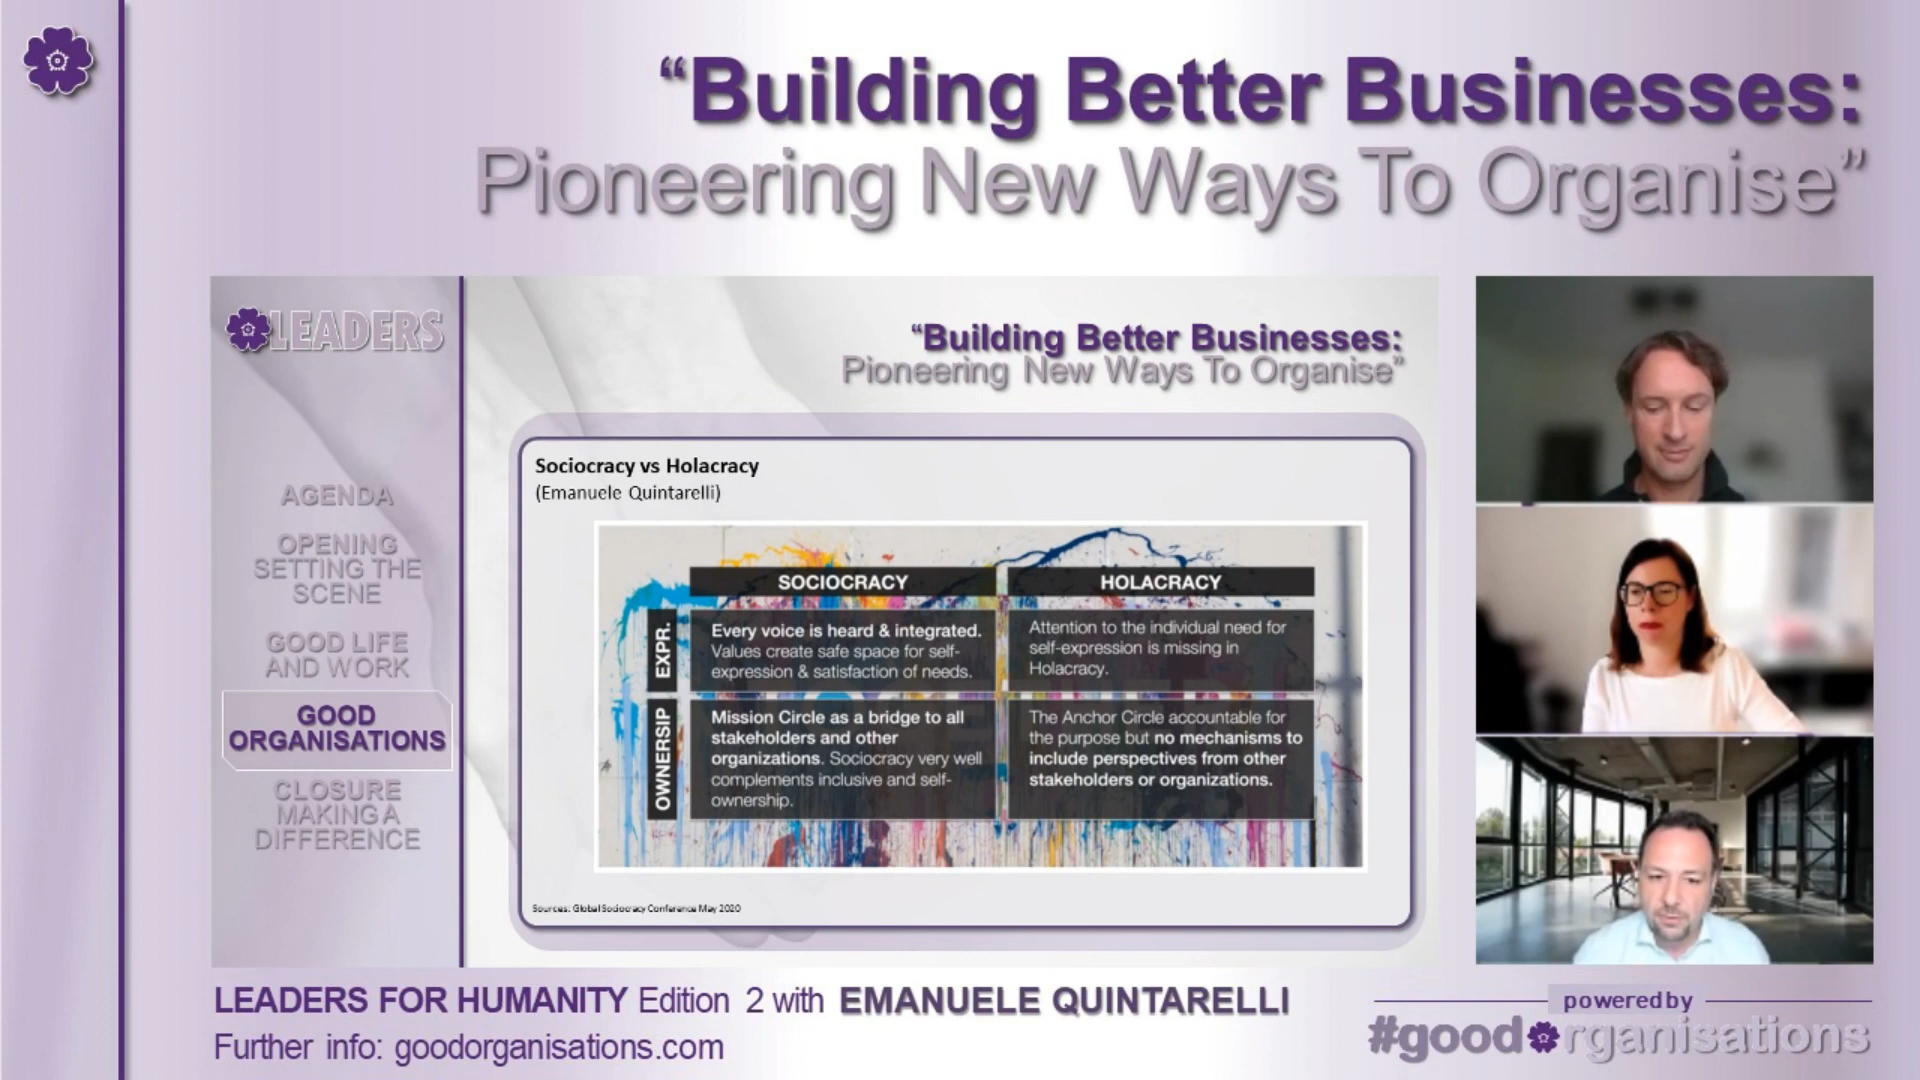 “Building Better Businesses:
Pioneering New Ways To Organise”
LEADERS
“Building Better Businesses:
Pioneering New Ways To Organise”
AGENDA
OPENING
SETTING THE
SCENE
GOOD LIFE
AND WORK
GOOD
ORGANISATIONS
CLOSURE
MAKING A
DIFFERENCE
Sociocracy vs Holacracy
(Emanuele Quintarelli)
SOCIOCRACY
HOLACRACY
EXPR.
Every voice is heard & integrated.
Values create safe space for self-
expression & satisfaction of needs.
Attention to the individual need for
self-expression is missing in
Holacracy.
OWNERSIP
Mission Circle as a bridge to all
stakeholders and other
organizations. Sociocracy very well
complements inclusive and self-
ownership.
The Anchor Circle accountable for
the purpose but no mechanisms to
include perspectives from other
stakeholders or organizations.
Sources: Global Sociocracy Conference May 2020
LEADERS FOR HUMANITY Edition 2 with EMANUELE QUINTARELLI
Further info: goodorganisations.com
powered by
#good rganisations